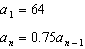 a₁ = 64
aₙ = 0.75aₙ₋₁